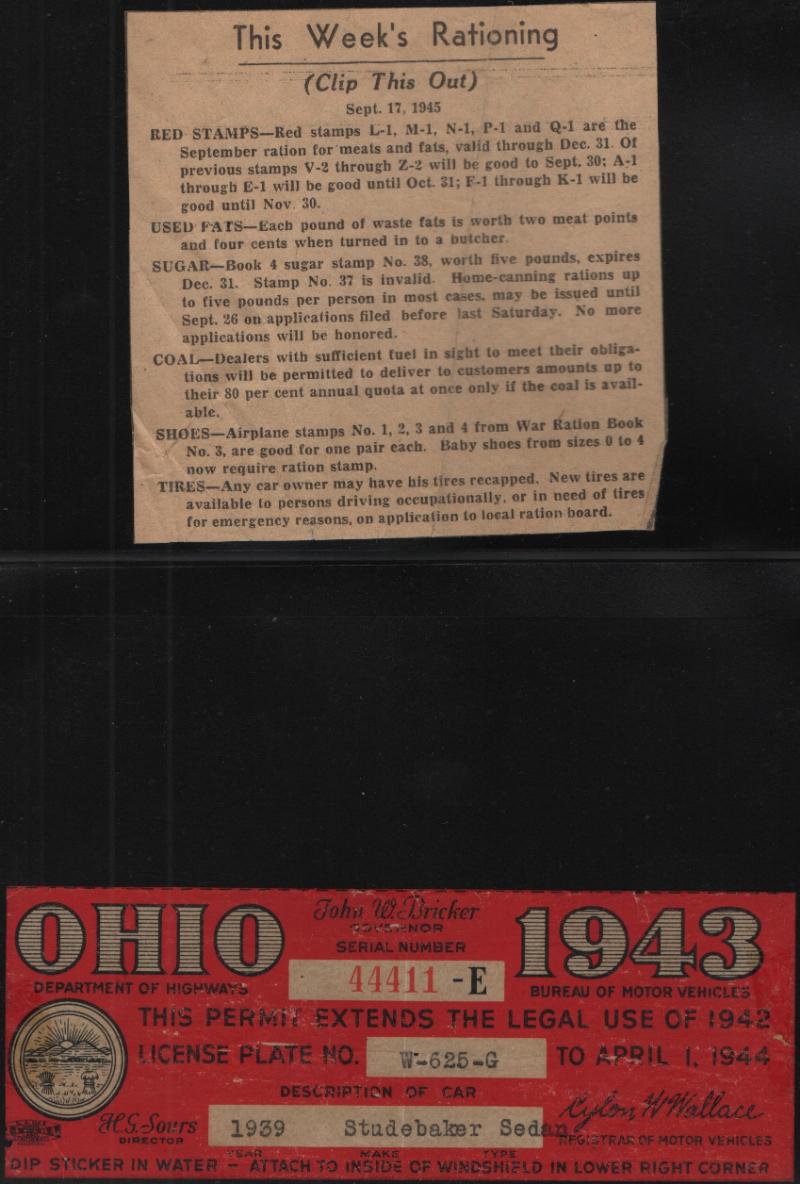 This Week's Rationing
(Clip This Out)
Sept. 17, 1945
RED STAMPS—Red stamps L-1, M-1, N-1, P-1 and Q-1 are the
September ration for meats and fats, valid through Dec. 31. Of
previous stamps V-2 through Z-2 will be good to Sept. 30; A-1
through E-1 will be good until Oct. 31; F-1 through K-1 will be
good until Nov. 30.
USED FATS—Each pound of waste fats is worth two meat points
and four cents when turned in to a butcher.
SUGAR—Book 4 sugar stamp No. 38, worth five pounds, expires
Dec. 31. Stamp No. 37 is invalid. Home-canning rations up
to five pounds per person in most cases, may be issued until
Sept. 26 on applications filed before last Saturday. No more
applications will be honored.
COAL—Dealers with sufficient fuel in sight to meet their obliga-
tions will be permitted to deliver to customers amounts up to
their 80 per cent annual quota at once only if the coal is avail-
able.
SHOES—Airplane stamps No. 1, 2, 3 and 4 from War Ration Book
No. 3, are good for one pair each. Baby shoes from sizes 0 to 4
now require ration stamp.
TIRES—Any car owner may have his tires recapped. New tires are
available to persons driving occupationally, or in need of tires
for emergency reasons, on application to local ration board.
OHIO
John W. Bricker
GOVERNOR
1943
SERIAL NUMBER
44411 -E
DEPARTMENT OF HIGHWAYS
BUREAU OF MOTOR VEHICLES
THIS PERMIT EXTENDS THE LEGAL USE OF 1942
LICENSE PLATE NO. W-625-G TO APRIL 1, 1944
DESCRIPTION OF CAR
H.G. Sours
DIRECTOR
1939 Studebaker Sedan
Cylon W Wallace
REGISTRAR OF MOTOR VEHICLES
YEAR MAKE TYPE
DIP STICKER IN WATER — ATTACH TO INSIDE OF WINDSHIELD IN LOWER RIGHT CORNER